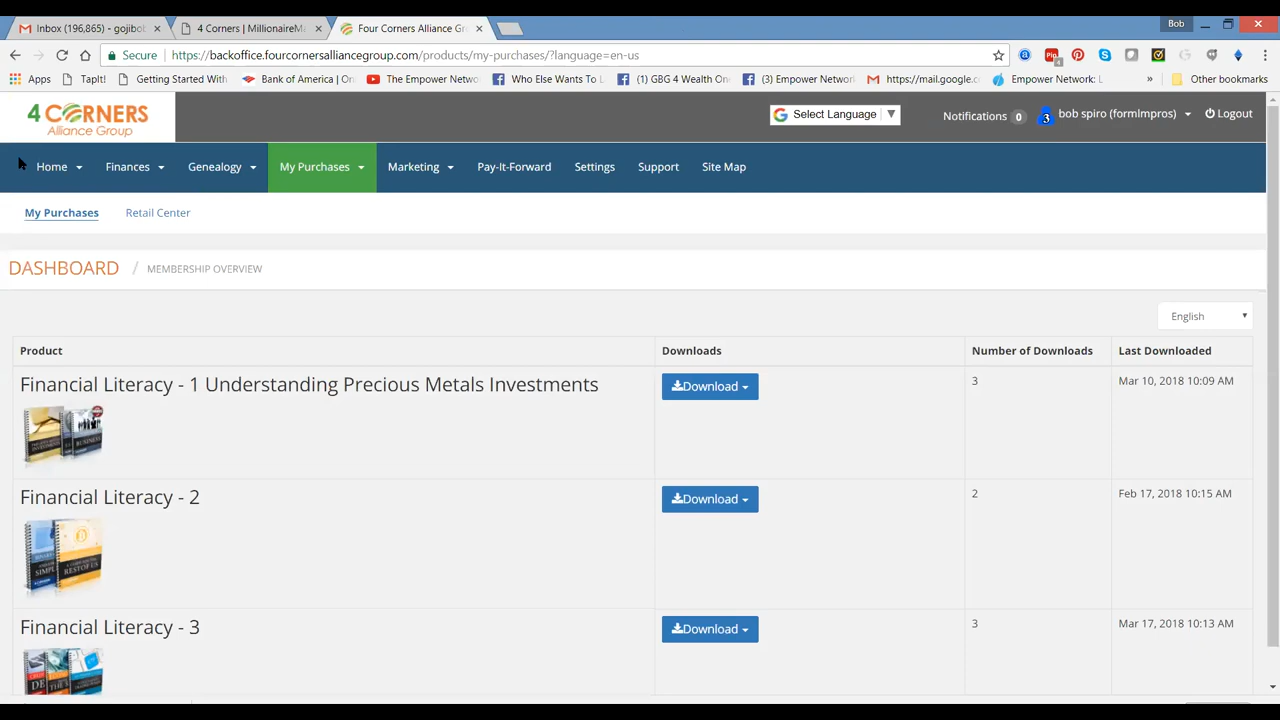 Inbox (196,865) - gojibob
4 Corners | MillionaireMa
Four Corners Alliance Gro
Bob
Secure
https://backoffice.fourcornersalliancegroup.com/products/my-purchases/?language=en-us
Apps
TapIt!
Getting Started With
Bank of America | On
The Empower Netw
Who Else Wants To L
(1) GBG 4 Wealth
(3) Empower Netwo
https://mail.google.c
Empower Network: L
»
Other bookmarks
4 CORNERS
Alliance Group
Select Language
Notifications 0
bob spiro (formlmpros)
Logout
Home
Finances
Genealogy
My Purchases
Marketing
Pay-It-Forward
Settings
Support
Site Map
My Purchases
Retail Center
DASHBOARD / MEMBERSHIP OVERVIEW
English
Product
Downloads
Number of Downloads
Last Downloaded
Financial Literacy - 1 Understanding Precious Metals Investments
Download
3
Mar 10, 2018 10:09 AM
Financial Literacy - 2
Download
2
Feb 17, 2018 10:15 AM
Financial Literacy - 3
Download
3
Mar 17, 2018 10:13 AM